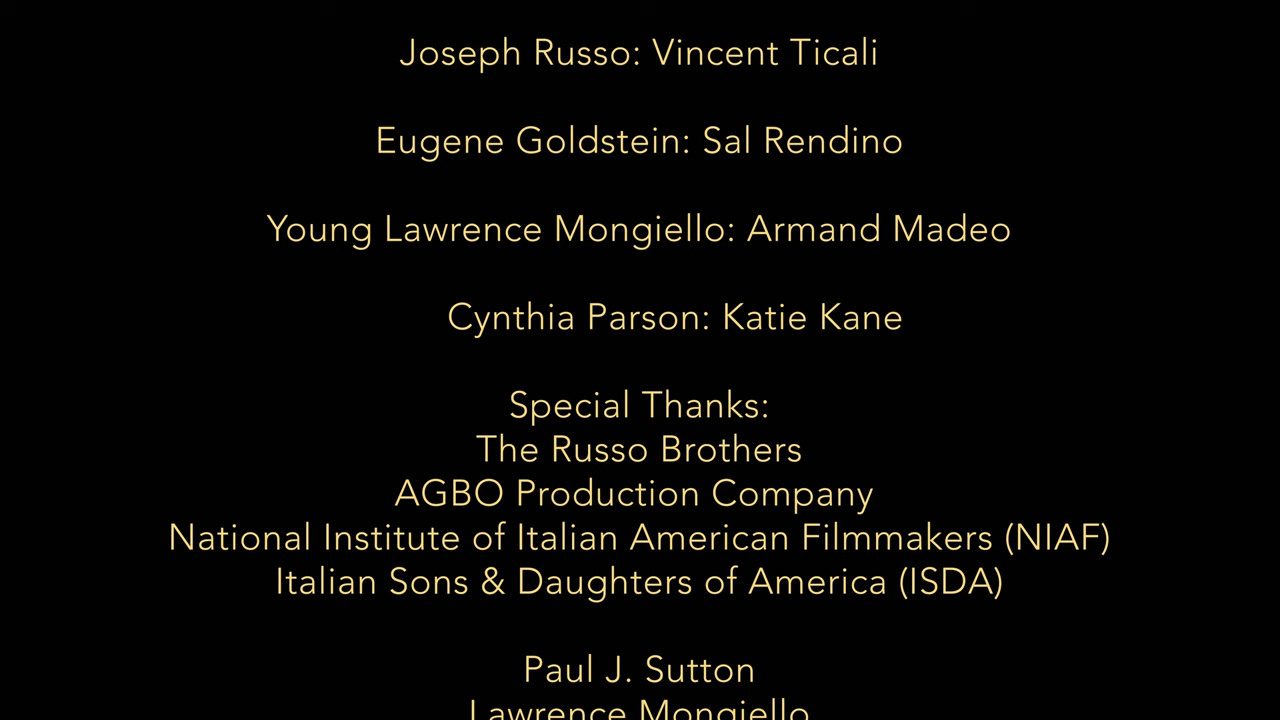 Joseph Russo: Vincent Ticali
Eugene Goldstein: Sal Rendino
Young Lawrence Mongiello: Armand Madeo
Cynthia Parson: Katie Kane
Special Thanks:
The Russo Brothers
AGBO Production Company
National Institute of Italian American Filmmakers (NIAF)
Italian Sons & Daughters of America (ISDA)
Paul J. Sutton
Lawrence Mongiello